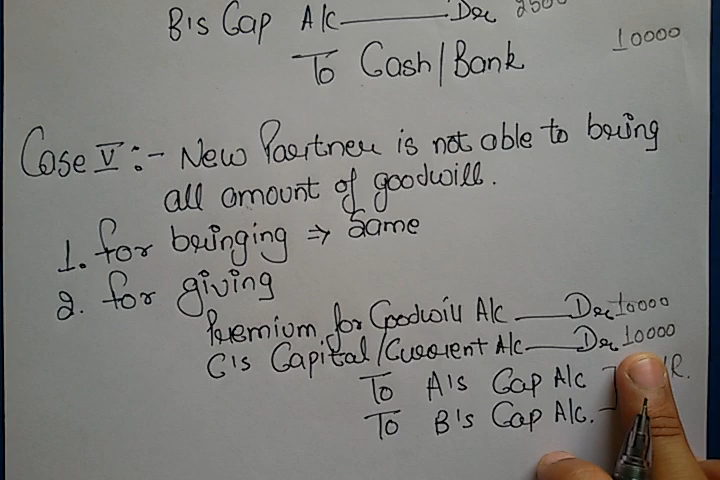 B's Cap A/c Dr
10000
To Cash/Bank
Case V:- New Partner is not able to bring
all amount of goodwill.
1. for bringing ⇒ Same
2. for giving
Premium for Goodwill A/c Dr 10000
C's Capital/Current A/c Dr 10000
To A's Cap A/c
To B's Cap A/c.